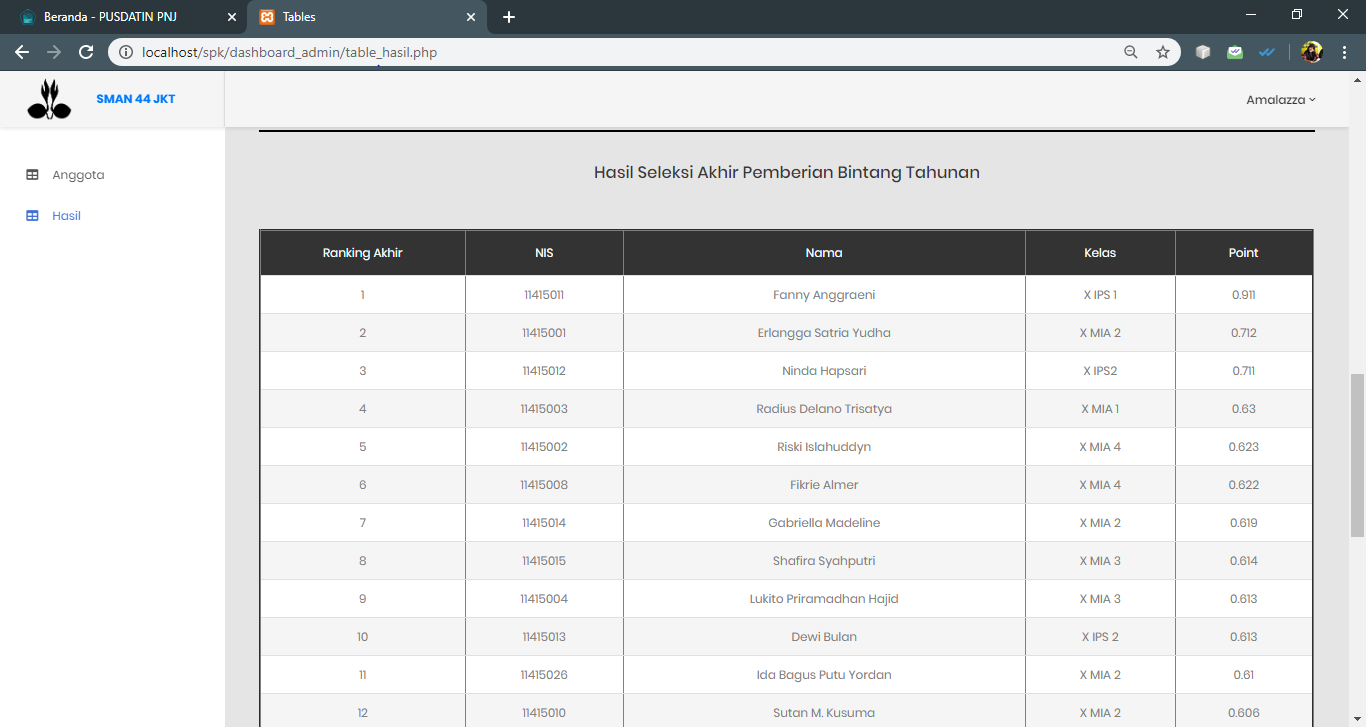 Beranda - PUSDATIN PNJ
Tables
localhost/spk/dashboard_admin/table_hasil.php
SMAN 44 JKT
Amalazza
Anggota
Hasil
Hasil Seleksi Akhir Pemberian Bintang Tahunan
Ranking Akhir NIS Nama Kelas Point
1 11415011 Fanny Anggraeni X IPS 1 0.911
2 11415001 Erlangga Satria Yudha X MIA 2 0.712
3 11415012 Ninda Hapsari X IPS2 0.711
4 11415003 Radius Delano Trisatya X MIA 1 0.63
5 11415002 Riski Islahuddyn X MIA 4 0.623
6 11415008 Fikrie Almer X MIA 4 0.622
7 11415014 Gabriella Madeline X MIA 2 0.619
8 11415015 Shafira Syahputri X MIA 3 0.614
9 11415004 Lukito Priramadhan Hajid X MIA 3 0.613
10 11415013 Dewi Bulan X IPS 2 0.613
11 11415026 Ida Bagus Putu Yordan X MIA 2 0.61
12 11415010 Sutan M. Kusuma X MIA 2 0.606